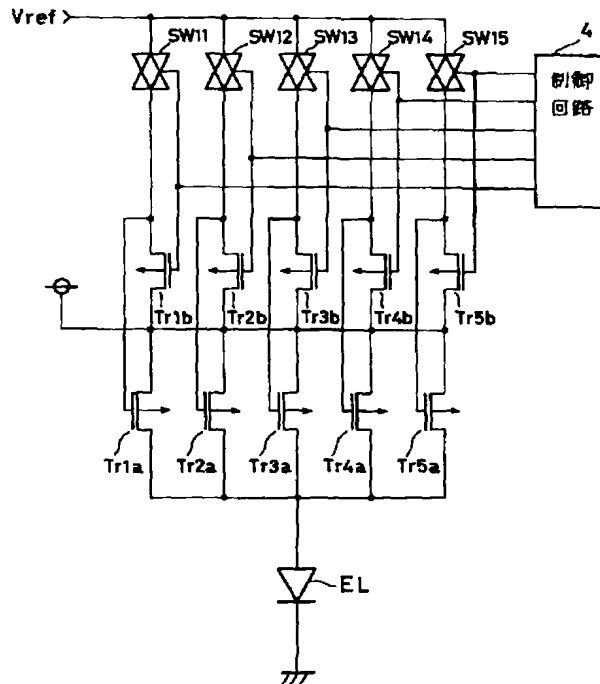 Vref
SW11
SW12
SW13
SW14
SW15
4
制御
回路
Tr1b
Tr2b
Tr3b
Tr4b
Tr5b
Tr1a
Tr2a
Tr3a
Tr4a
Tr5a
EL